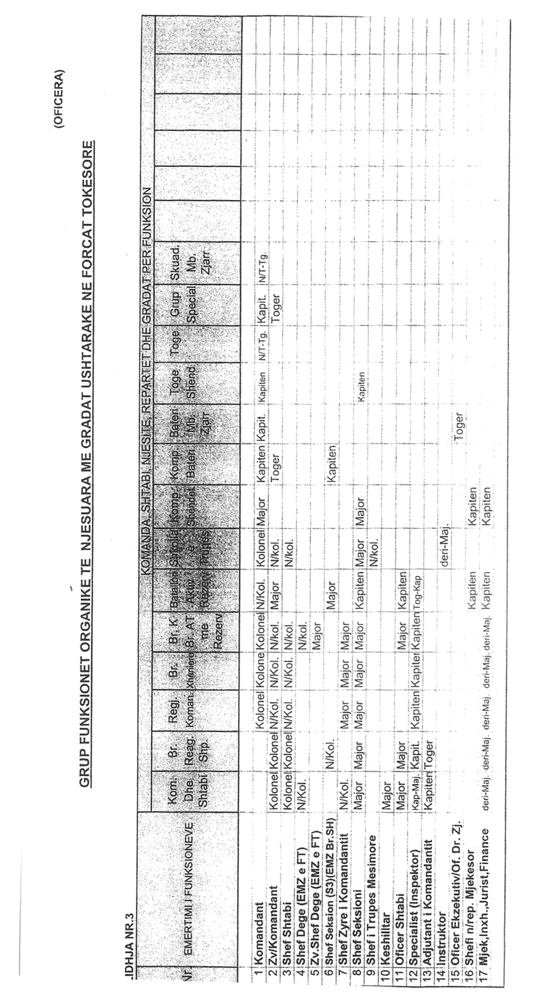 (OFICERA)
GRUP FUNKSIONET ORGANIKE TE NJESUARA ME GRADAT USHTARAKE NE FORCAT TOKESORE
.IDHJA NR.3
KOMANDA, SHTABI, NJESITE, REPARTET DHE GRADAT PER FUNKSION
Kom. Br. Regj. Br. Br. K Batalion Shkolla Komp. Komp. Bateri Toge Toge Grup Skuad.
Nr. EMERTIMI I FUNKSIONEVE Dhe. Reag. Koman. Xheniere Br. AT Aktiv e Shendet Bateri Mb. Shend. Special Mb.
Shtabi Shp. me Rezerv Trupes Zjarr Zjarr
Rezerv
1 Komandant Kolonel Kolone Kolonel N/Kol. Kolonel Major Kapiten Kapit. Kapiten N/T-Tg. Kapit. N/T-Tg.
2 Zv/Komandant Kolonel Kolonel N/Kol. N/Kol. N/kol. Major N/kol. Toger Toger
3 Shef Shtabi Kolonel Kolonel N/Kol. N/Kol. N/kol. N/kol.
4 Shef Dege (EMZ e FT) N/Kol. N/kol.
5 Zv.Shef Dege (EMZ e FT) Major
6 Shef Seksion (S3)(EMZ Br.SH) N/Kol. Major Kapiten
7 Shef Zyre i Komandantit N/Kol. Major Major Major
8 Shef Seksioni Major Major Major Major Major Kapiten Major Major Kapiten
9 Shef i Trupes Mesimore N/kol.
10 Keshilltar Major
11 Oficer Shtabi Major Major Major Kapiten
12 Specialist (Inspektor) Kap-Maj. Kapit. Kapiten Kapiter Kapiten Tog-Kap
13 Adjutant i Komandantit Kapiten Toger
14 Instruktor deri-Maj.
15 Oficer Ekzekutiv/Of. Dr. Zj. Toger
16 Shefi n/rep. Mjekesor Kapiten Kapiten
17 Mjek,Inxh.,Jurist,Finance deri-Maj. deri-Maj. deri-Maj. deri-Maj. deri-Maj. Kapiten Kapiten